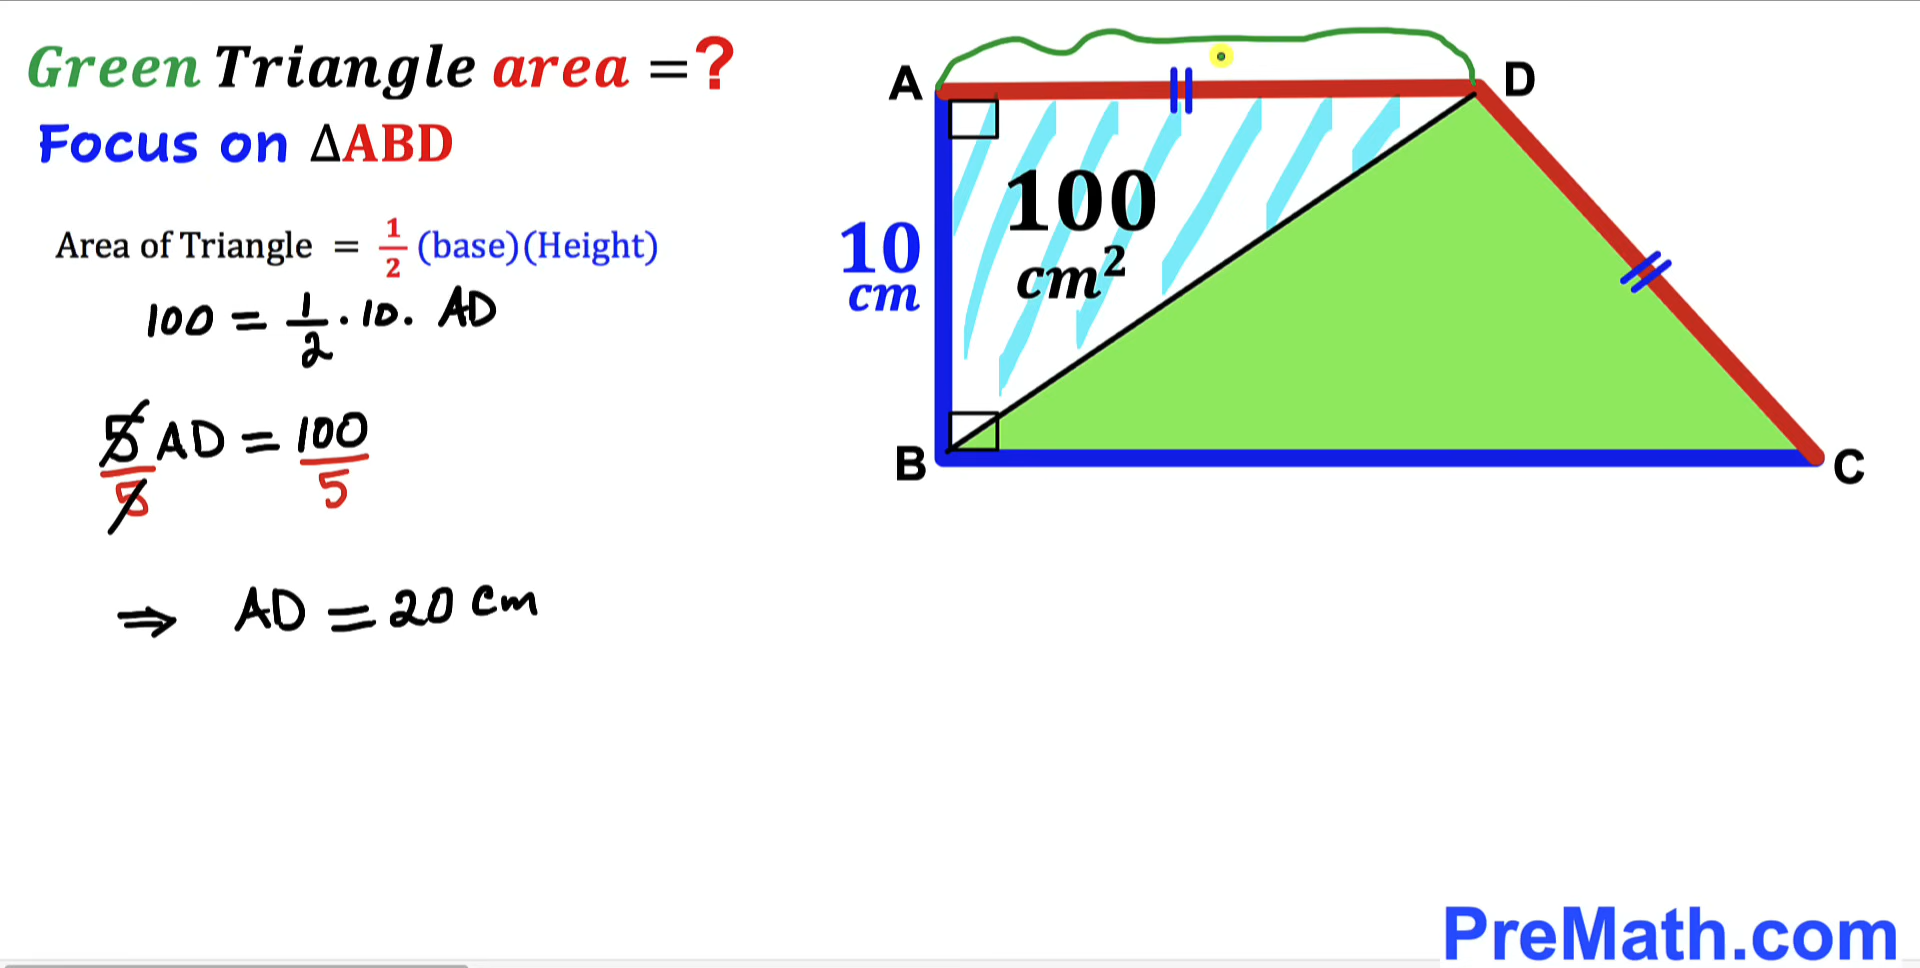 Green Triangle area = ?
Focus on ΔABD
Area of Triangle = 1/2 (base)(Height)
100 = 1/2 · 10 · AD
5 AD = 100
5 5
⇒ AD = 20 cm
A
D
10
cm
100
cm²
B
C
PreMath.com